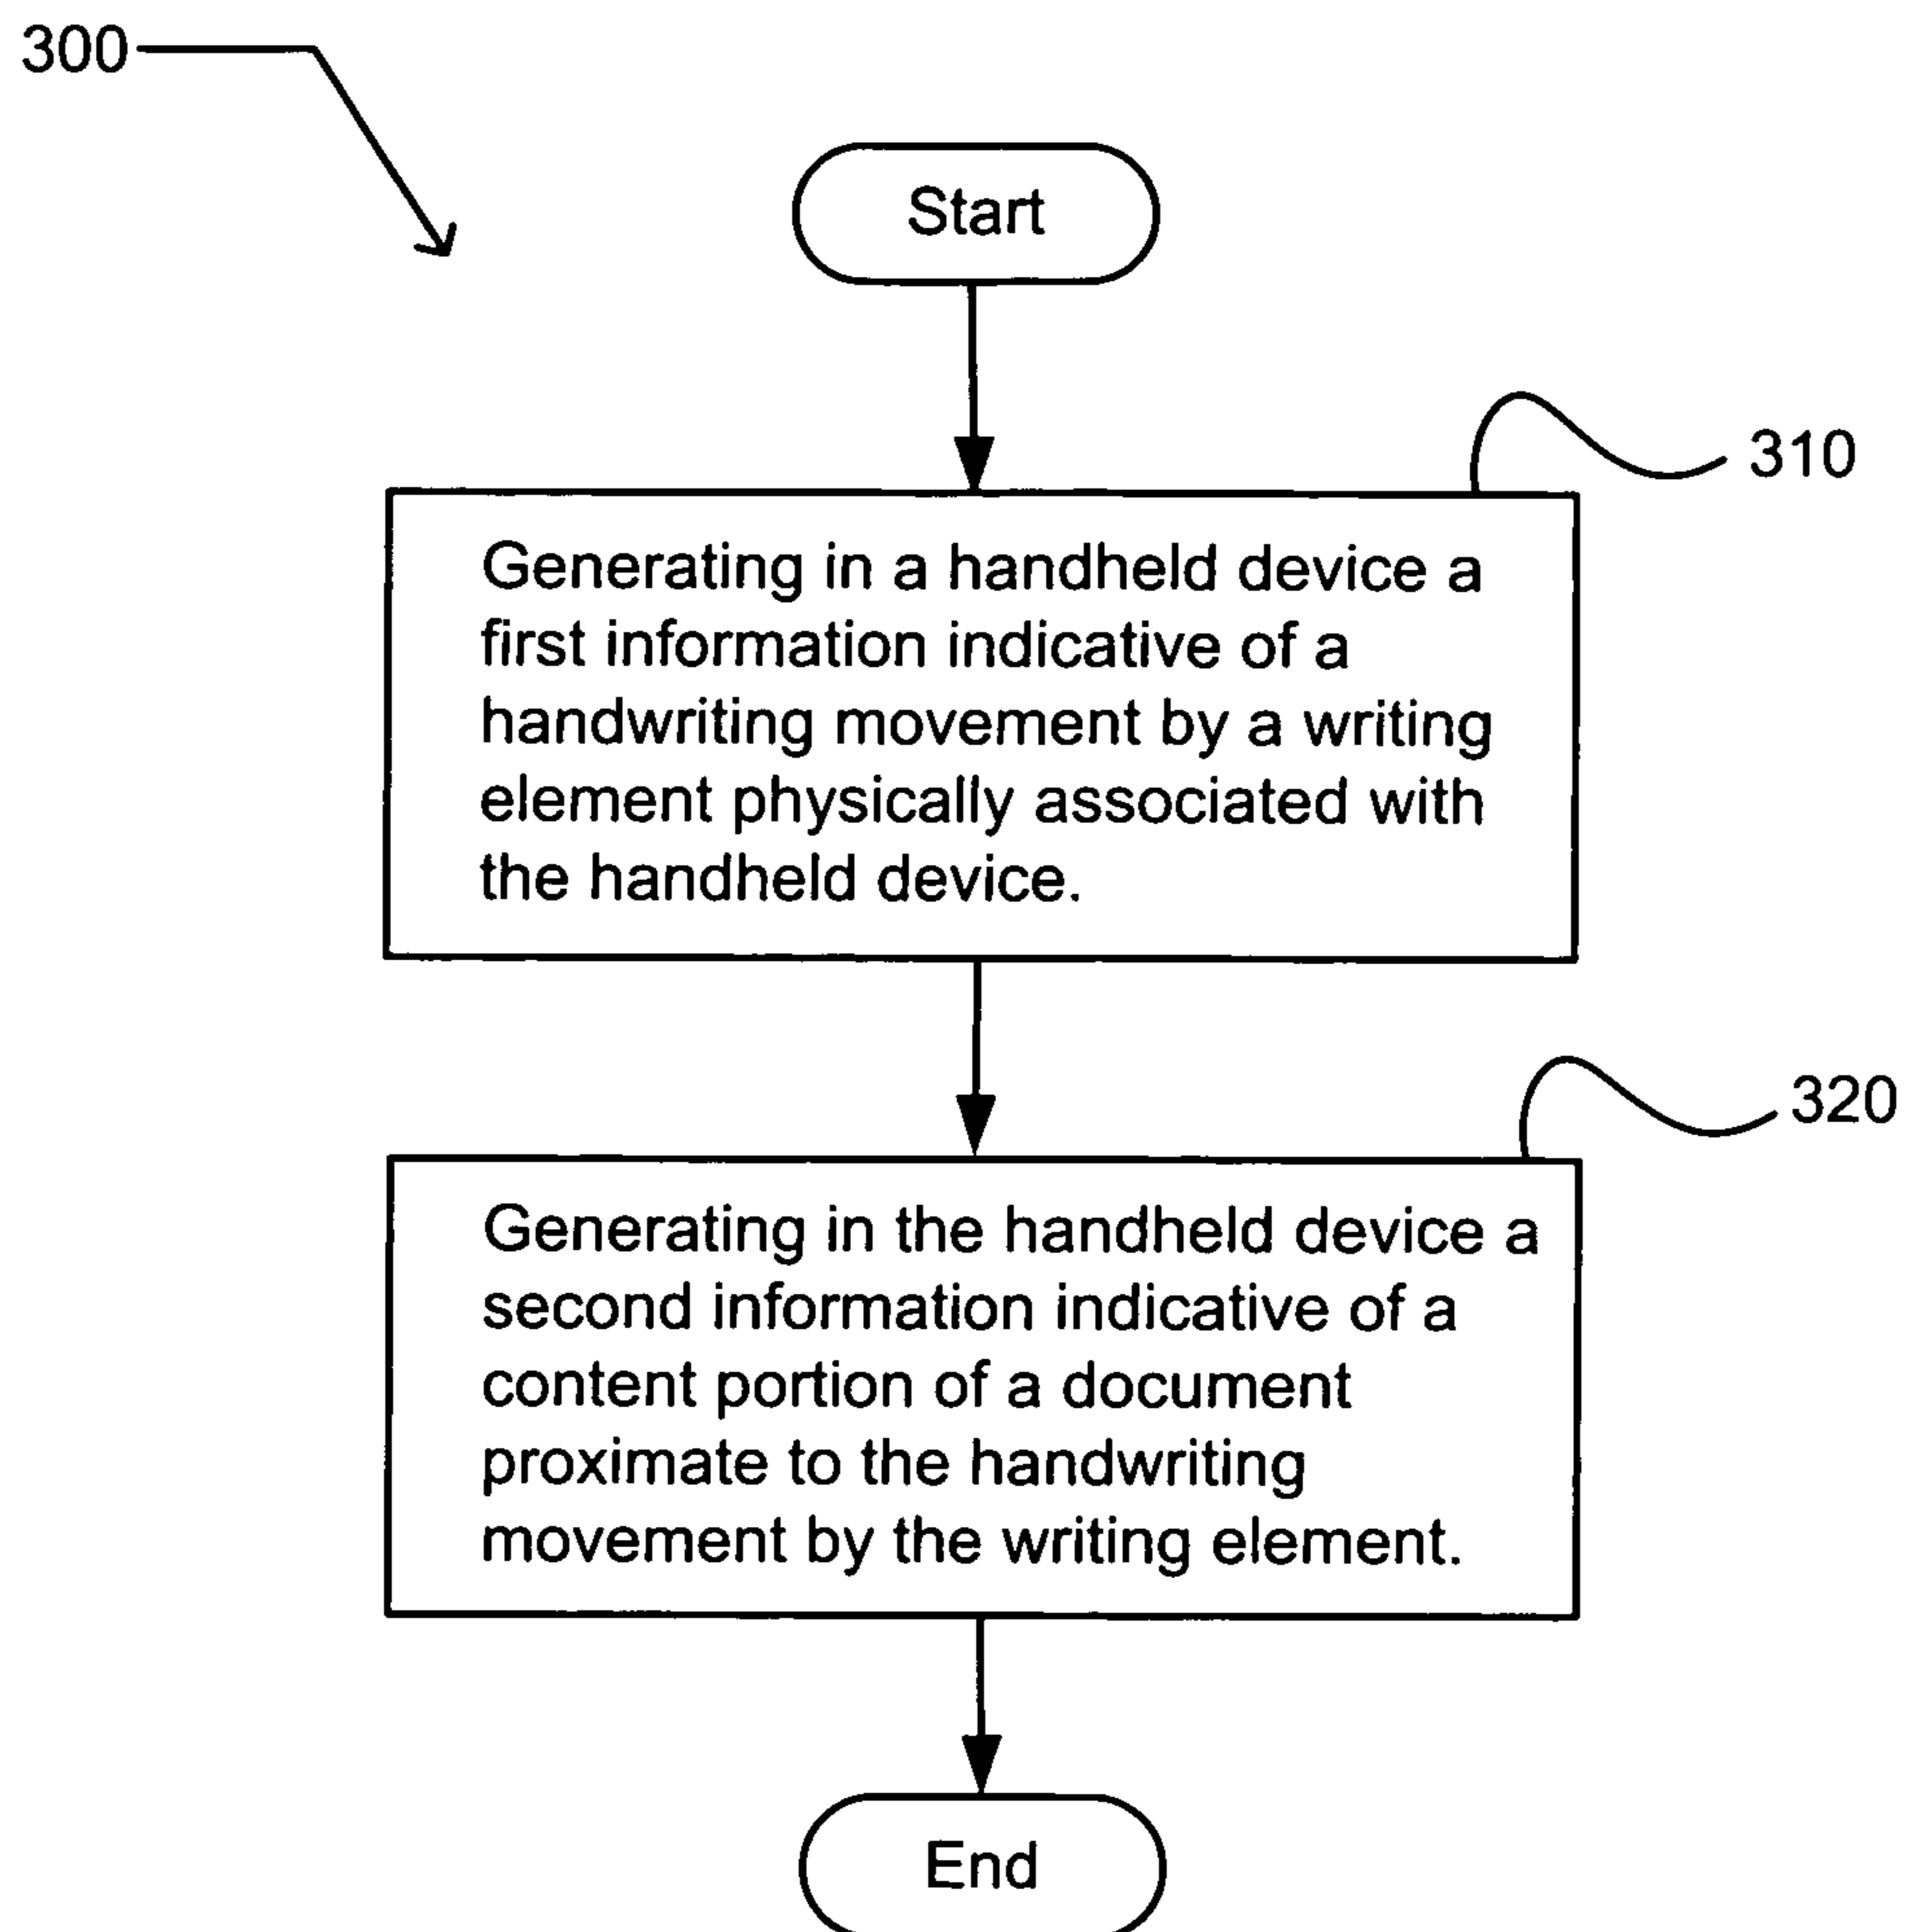 300
Start
310
Generating in a handheld device a
first information indicative of a
handwriting movement by a writing
element physically associated with
the handheld device.
320
Generating in the handheld device a
second information indicative of a
content portion of a document
proximate to the handwriting
movement by the writing element.
End